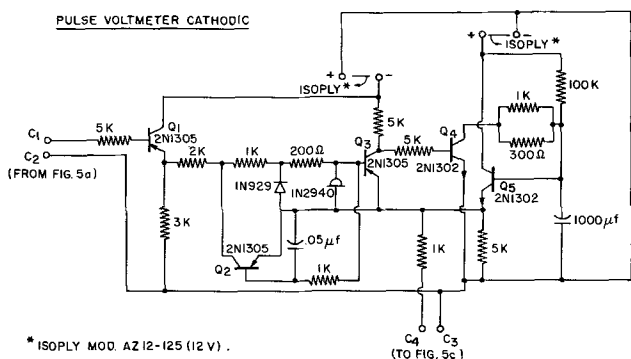 PULSE VOLTMETER CATHODIC
+ -
ISOPLY*
+ -
ISOPLY*
100K
1K
300Ω
C1
5K
Q1
2N1305
C2
(FROM FIG. 5a)
2K
1K
200Ω
Q3
2N1305
5K
5K
Q4
2N1302
Q5
2N1302
1N929
1N2940
3K
2N1305
Q2
.05μf
1K
1K
5K
1000μf
C4
C3
(TO FIG. 5c)
* ISOPLY MOD. AZ12-125 (12V).